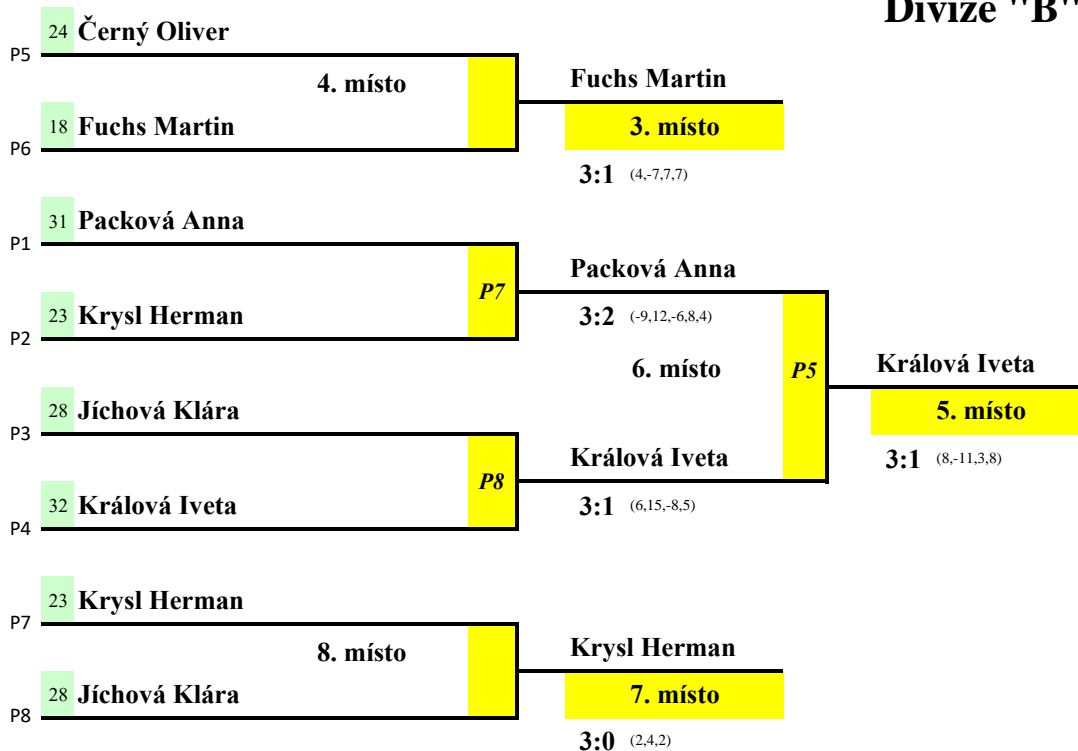 Divize "B"
24 Černý Oliver
P5
4. místo
Fuchs Martin
18 Fuchs Martin
3. místo
P6
3:1 (4,-7,7,7)
31 Packová Anna
P1
Packová Anna
P7
23 Krysl Herman
3:2 (-9,12,-6,8,4)
P2
6. místo
P5
Králová Iveta
28 Jíchová Klára
5. místo
P3
Králová Iveta
3:1 (8,-11,3,8)
P8
32 Králová Iveta
3:1 (6,15,-8,5)
P4
23 Krysl Herman
P7
8. místo
Krysl Herman
28 Jíchová Klára
7. místo
P8
3:0 (2,4,2)